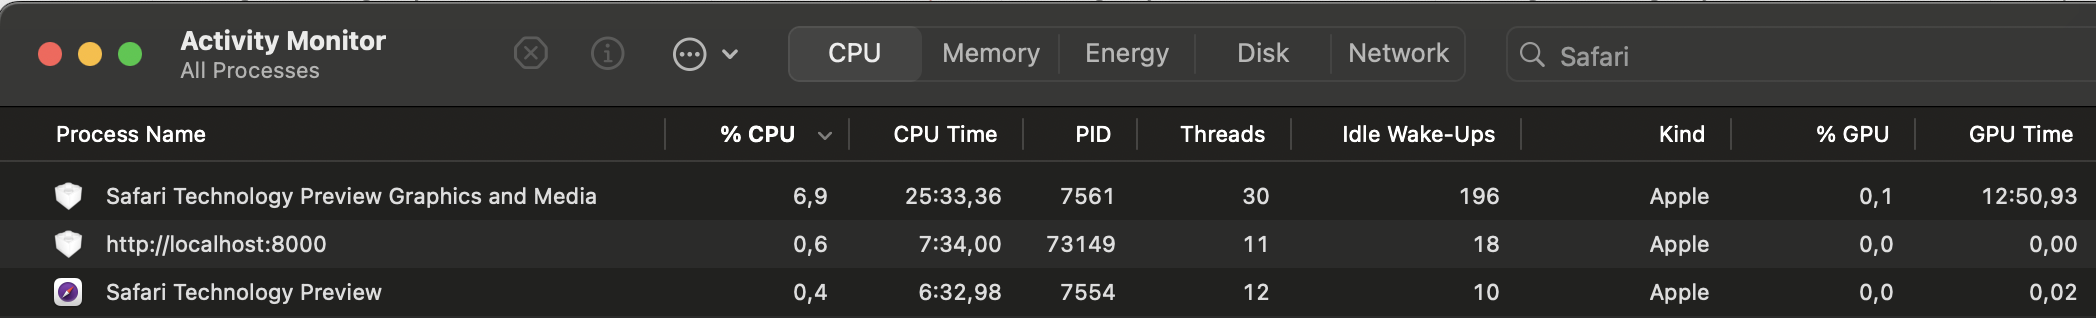 Activity Monitor
All Processes
CPU Memory Energy Disk Network Safari
Process Name % CPU CPU Time PID Threads Idle Wake-Ups Kind % GPU GPU Time
Safari Technology Preview Graphics and Media 6,9 25:33,36 7561 30 196 Apple 0,1 12:50,93
http://localhost:8000 0,6 7:34,00 73149 11 18 Apple 0,0 0,00
Safari Technology Preview 0,4 6:32,98 7554 12 10 Apple 0,0 0,02